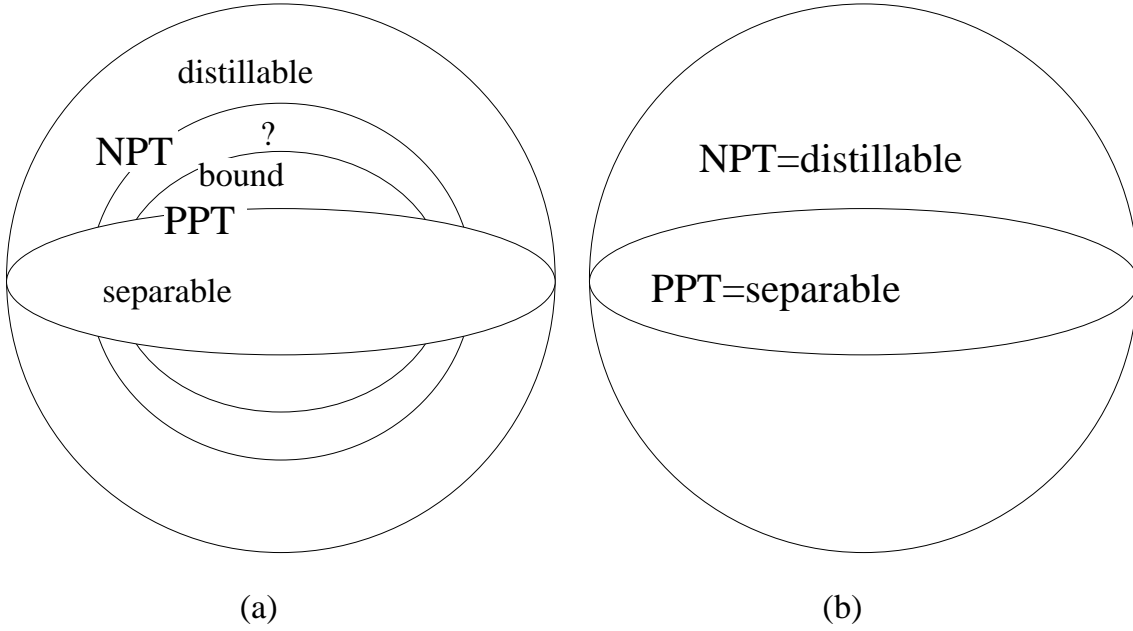 distillable
?
NPT
bound
PPT
separable
NPT=distillable
PPT=separable
(a)
(b)